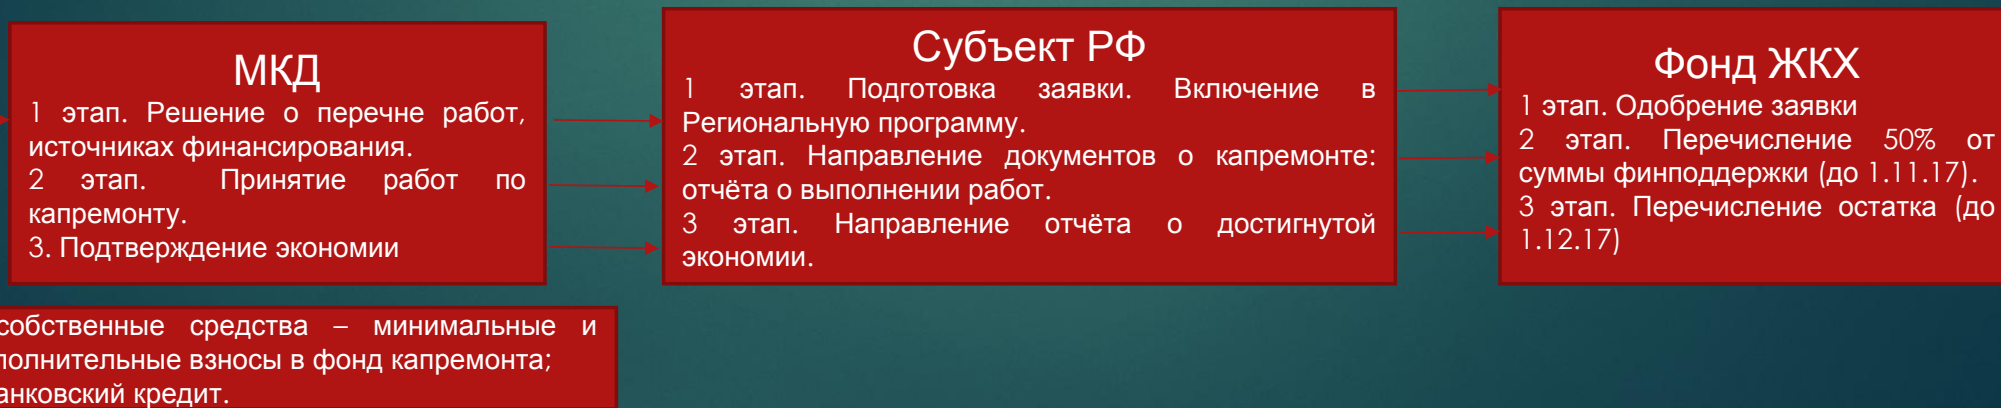 МКД
1 этап. Решение о перечне работ,
источниках финансирования.
2 этап. Принятие работ по
капремонту.
3. Подтверждение экономии
Субъект РФ
1 этап. Подготовка заявки. Включение в
Региональную программу.
2 этап. Направление документов о капремонте:
отчёта о выполнении работ.
3 этап. Направление отчёта о достигнутой
экономии.
Фонд ЖКХ
1 этап. Одобрение заявки
2 этап. Перечисление 50% от
суммы финподдержки (до 1.11.17).
3 этап. Перечисление остатка (до
1.12.17)
собственные средства – минимальные и
полнительные взносы в фонд капремонта;
анковский кредит.